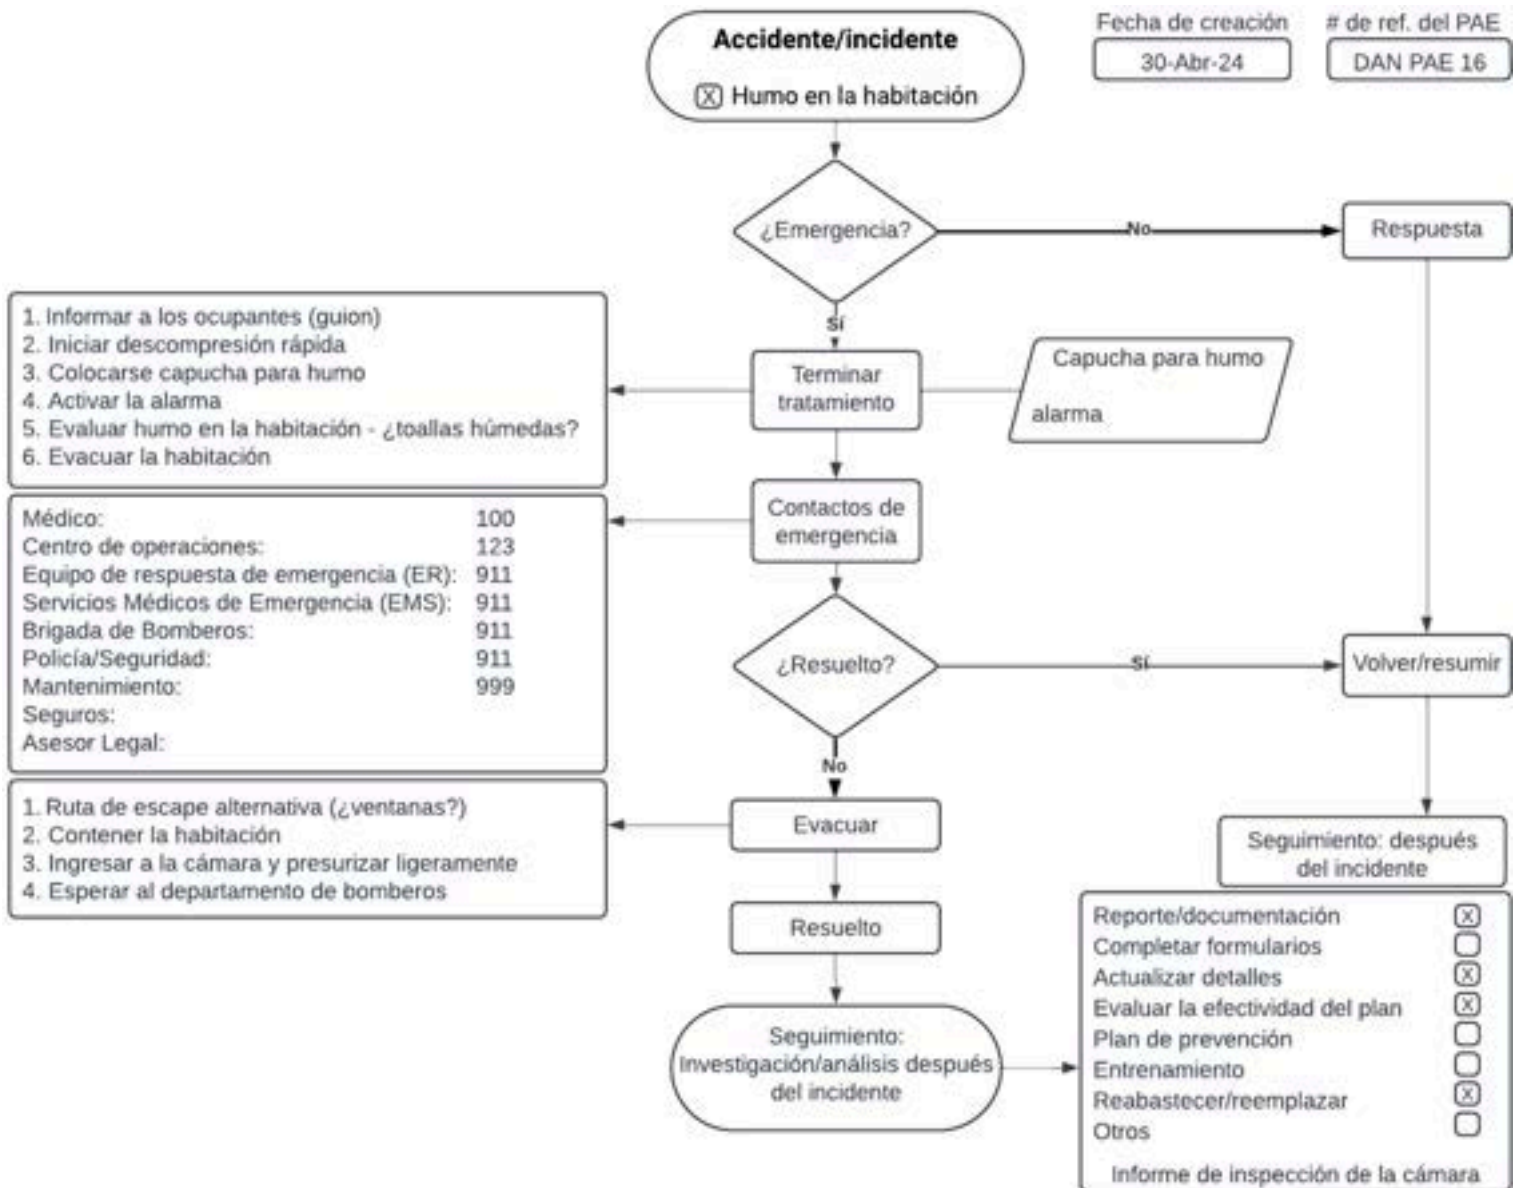 Accidente/incidente
X Humo en la habitación
Fecha de creación
30-Abr-24
# de ref. del PAE
DAN PAE 16
¿Emergencia?
No
Respuesta
Sí
1. Informar a los ocupantes (guion)
2. Iniciar descompresión rápida
3. Colocarse capucha para humo
4. Activar la alarma
5. Evaluar humo en la habitación - ¿toallas húmedas?
6. Evacuar la habitación
Terminar
tratamiento
Capucha para humo
alarma
Contactos de
emergencia
Médico: 100
Centro de operaciones: 123
Equipo de respuesta de emergencia (ER): 911
Servicios Médicos de Emergencia (EMS): 911
Brigada de Bomberos: 911
Policía/Seguridad: 911
Mantenimiento: 999
Seguros:
Asesor Legal:
¿Resuelto?
Sí
Volver/resumir
No
1. Ruta de escape alternativa (¿ventanas?)
2. Contener la habitación
3. Ingresar a la cámara y presurizar ligeramente
4. Esperar al departamento de bomberos
Evacuar
Resuelto
Seguimiento:
Investigación/análisis después
del incidente
Seguimiento: después
del incidente
Reporte/documentación X
Completar formularios
Actualizar detalles X
Evaluar la efectividad del plan X
Plan de prevención
Entrenamiento
Reabastecer/reemplazar X
Otros
Informe de inspección de la cámara